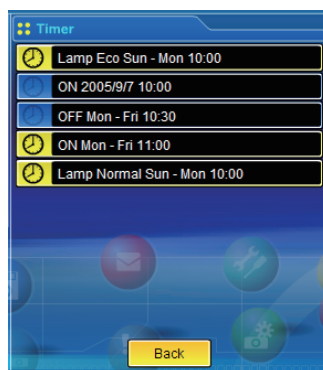 Timer
Lamp Eco Sun - Mon 10:00
ON 2005/9/7 10:00
OFF Mon - Fri 10:30
ON Mon - Fri 11:00
Lamp Normal Sun - Mon 10:00
Back